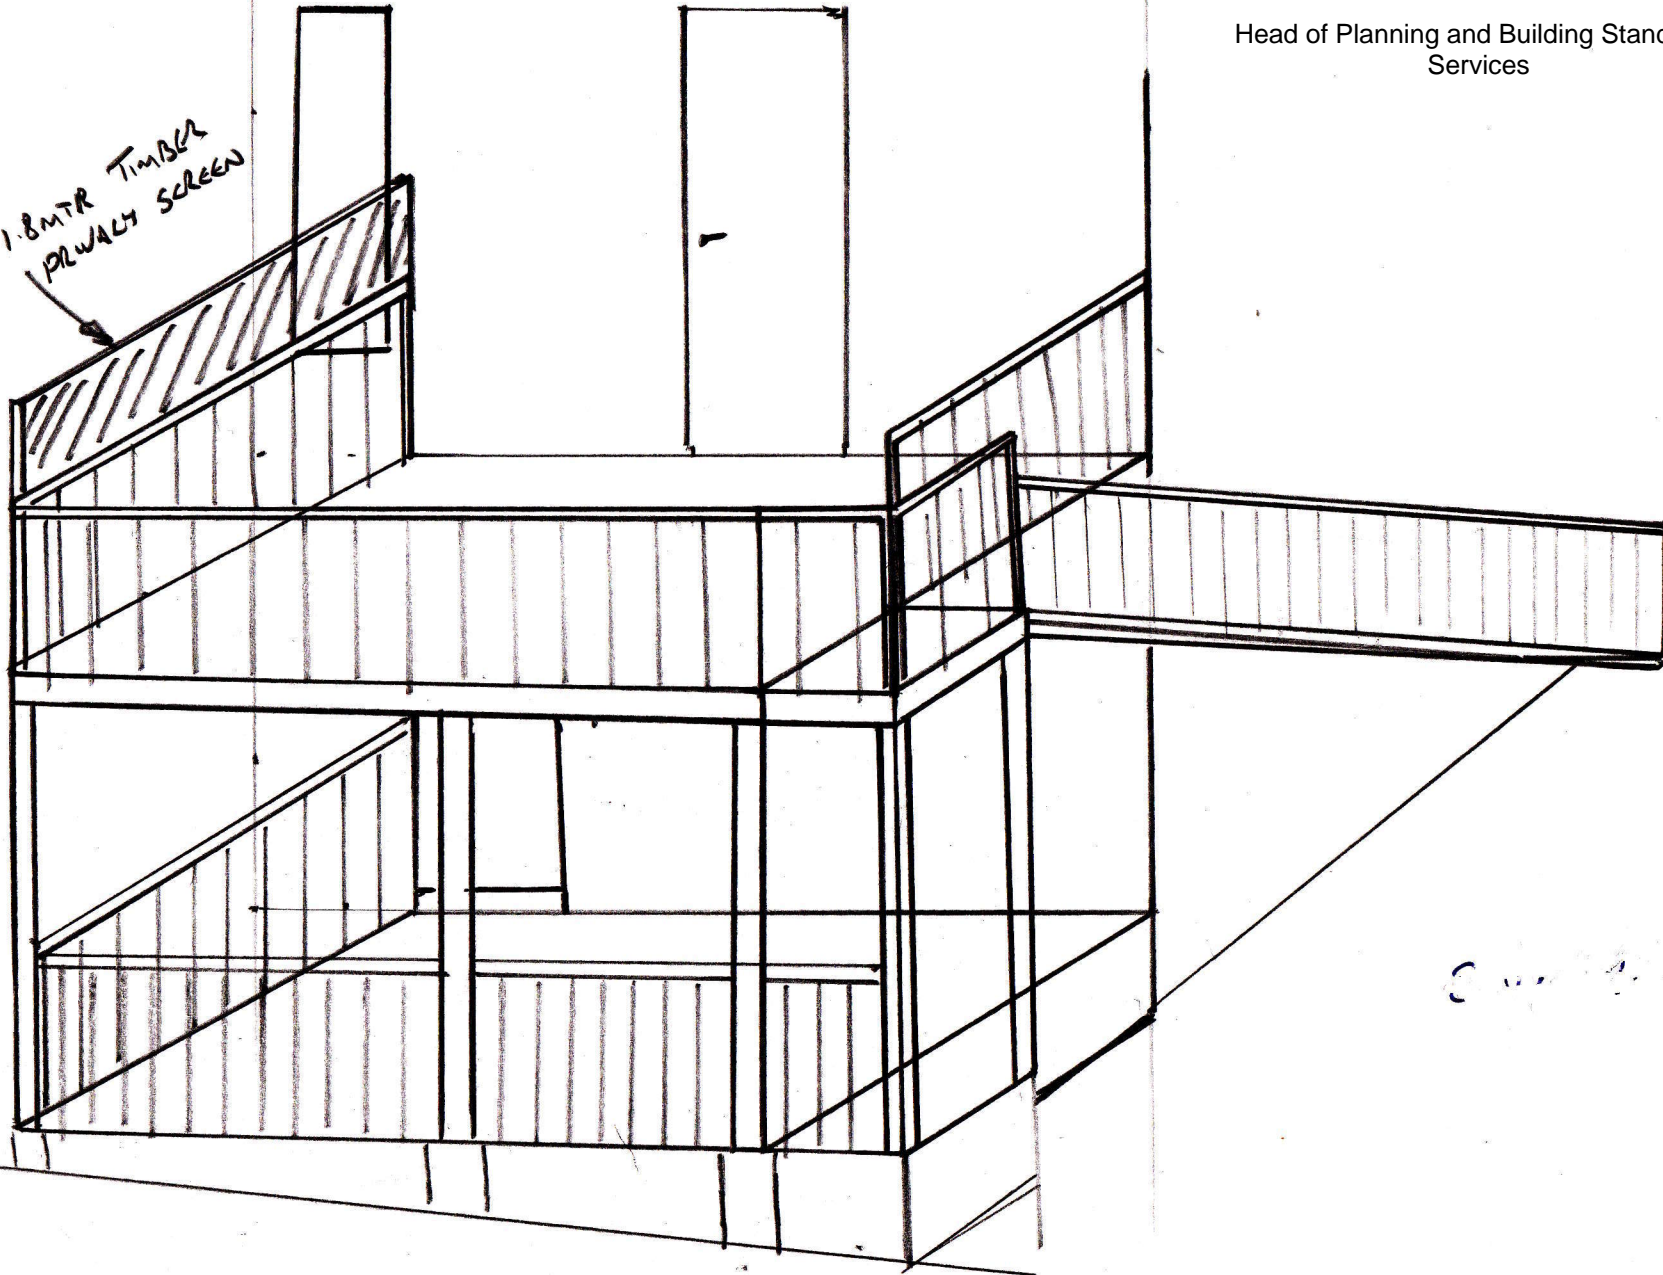 Head of Planning and Building Stand
Services
1.8MTR TIMBER
PRIVACY SCREEN